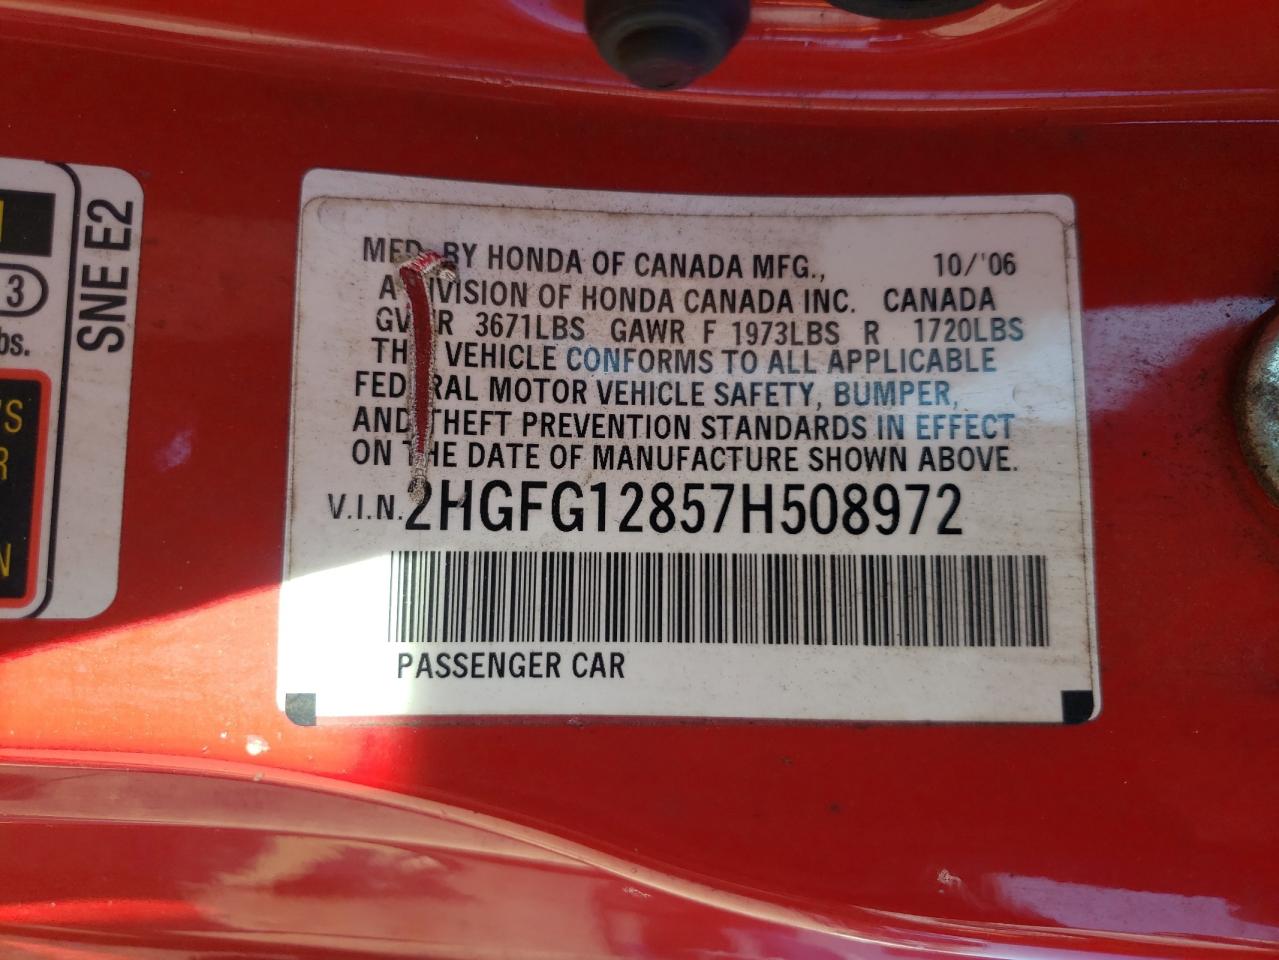 SNE E2
3
bs.
'S
R
N
MFD. BY HONDA OF CANADA MFG., 10/'06
A DIVISION OF HONDA CANADA INC. CANADA
GVWR 3671LBS GAWR F 1973LBS R 1720LBS
THIS VEHICLE CONFORMS TO ALL APPLICABLE
FEDERAL MOTOR VEHICLE SAFETY, BUMPER,
AND THEFT PREVENTION STANDARDS IN EFFECT
ON THE DATE OF MANUFACTURE SHOWN ABOVE.
V.I.N. 2HGFG12857H508972
PASSENGER CAR